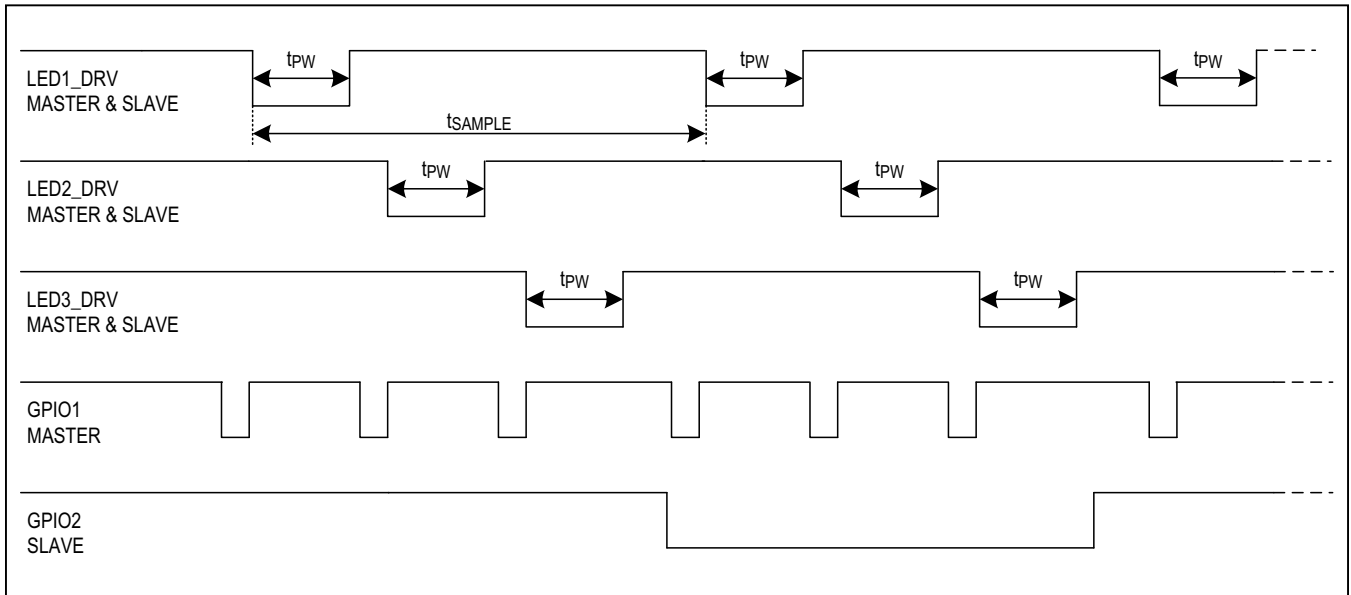 tPW
tPW
tPW
LED1_DRV
MASTER & SLAVE
tSAMPLE
tPW
tPW
LED2_DRV
MASTER & SLAVE
tPW
tPW
LED3_DRV
MASTER & SLAVE
GPIO1
MASTER
GPIO2
SLAVE